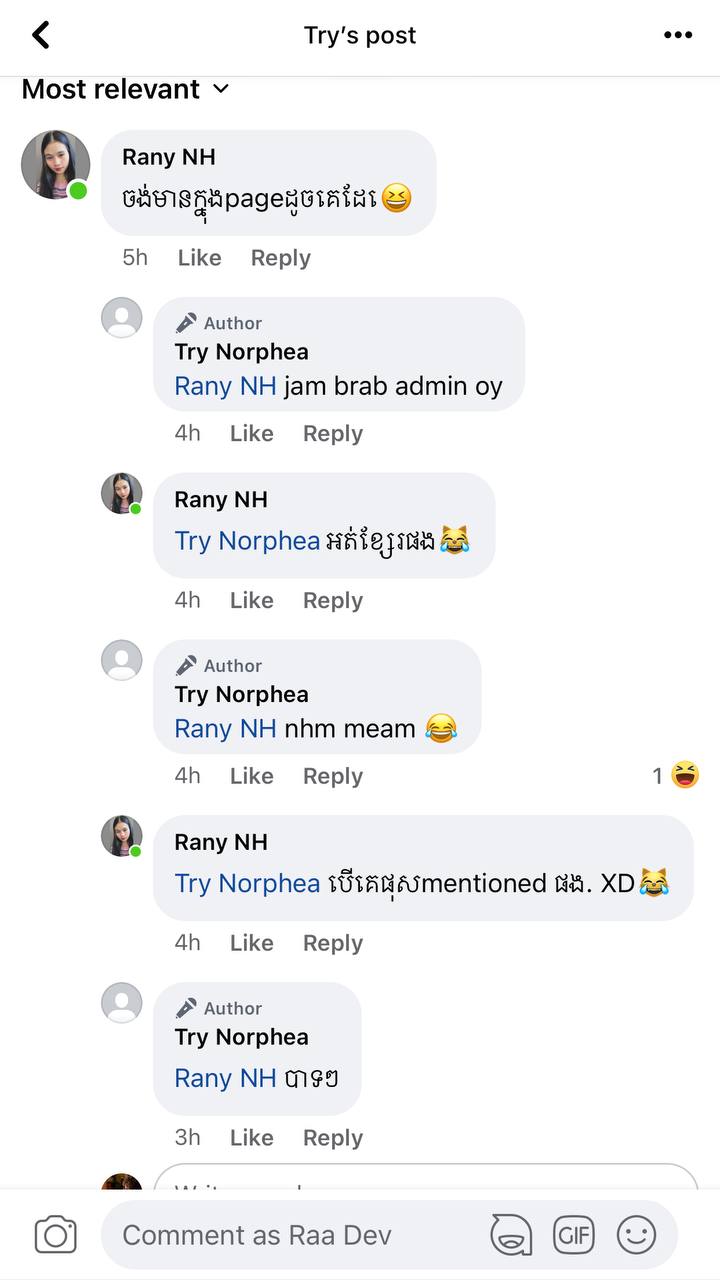 Try's post
Most relevant
Rany NH
ចង់មានក្នុងpageដូចគេដែរ😆
5h Like Reply
Author
Try Norphea
Rany NH jam brab admin oy
4h Like Reply
Rany NH
Try Norphea អត់ខ្សែរផង😹
4h Like Reply
Author
Try Norphea
Rany NH nhm meam 😂
4h Like Reply 1 😆
Rany NH
Try Norphea បើគេផុសmentioned ផង. XD😹
4h Like Reply
Author
Try Norphea
Rany NH បាទៗ
3h Like Reply
Comment as Raa Dev GIF